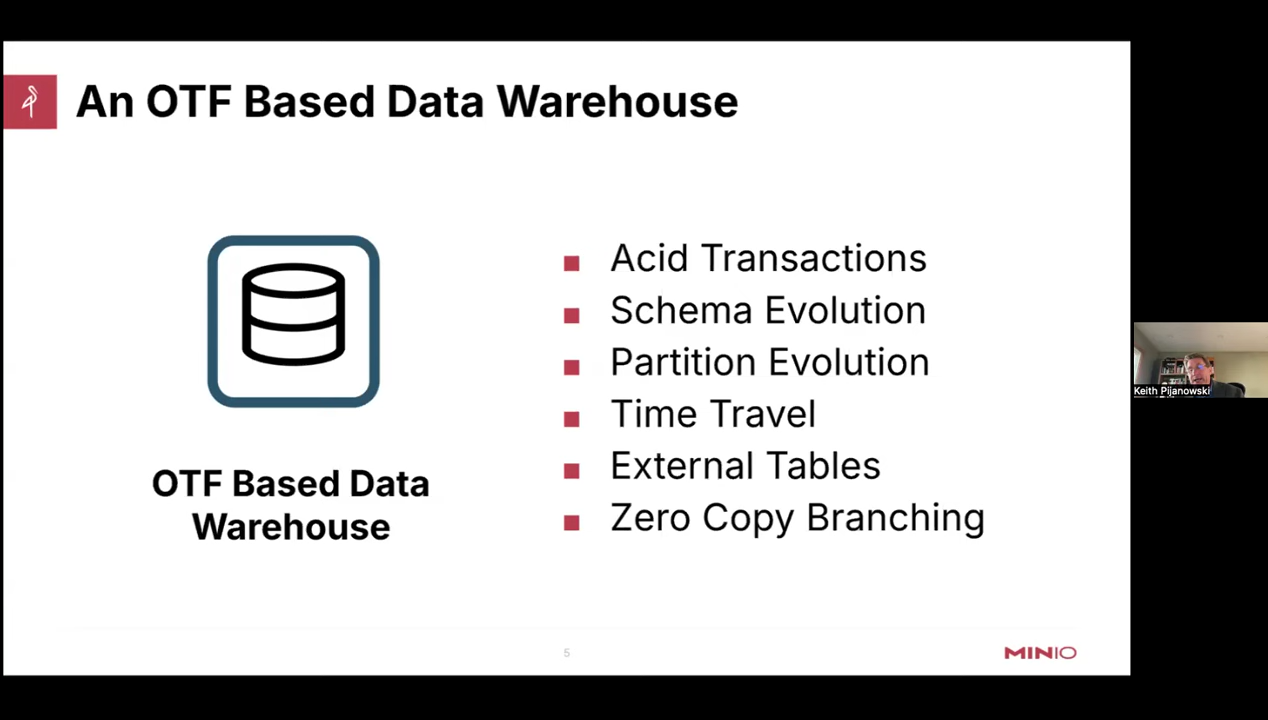 An OTF Based Data Warehouse
OTF Based Data
Warehouse
Acid Transactions
Schema Evolution
Partition Evolution
Time Travel
External Tables
Zero Copy Branching
5
MINIO
Keith Pijanowski